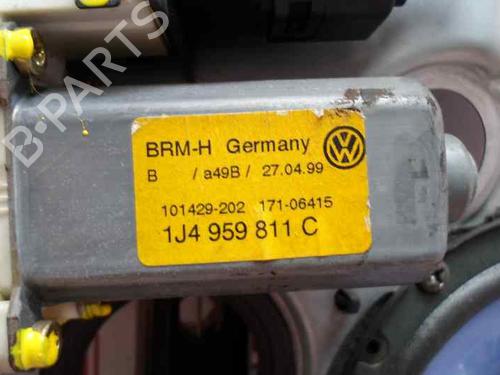 BRM-H Germany
B / a49B / 27.04.99
101429-202 171-06415
1J4 959 811 C
B-PARTS